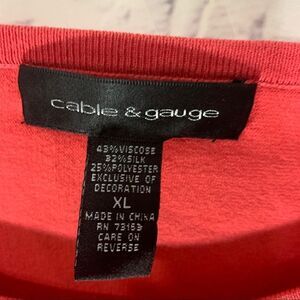 cable & gauge
43%VISCOSE
32%SILK
25%POLYESTER
EXCLUSIVE OF
DECORATION
XL
MADE IN CHINA
RN 73153
CARE ON
REVERSE